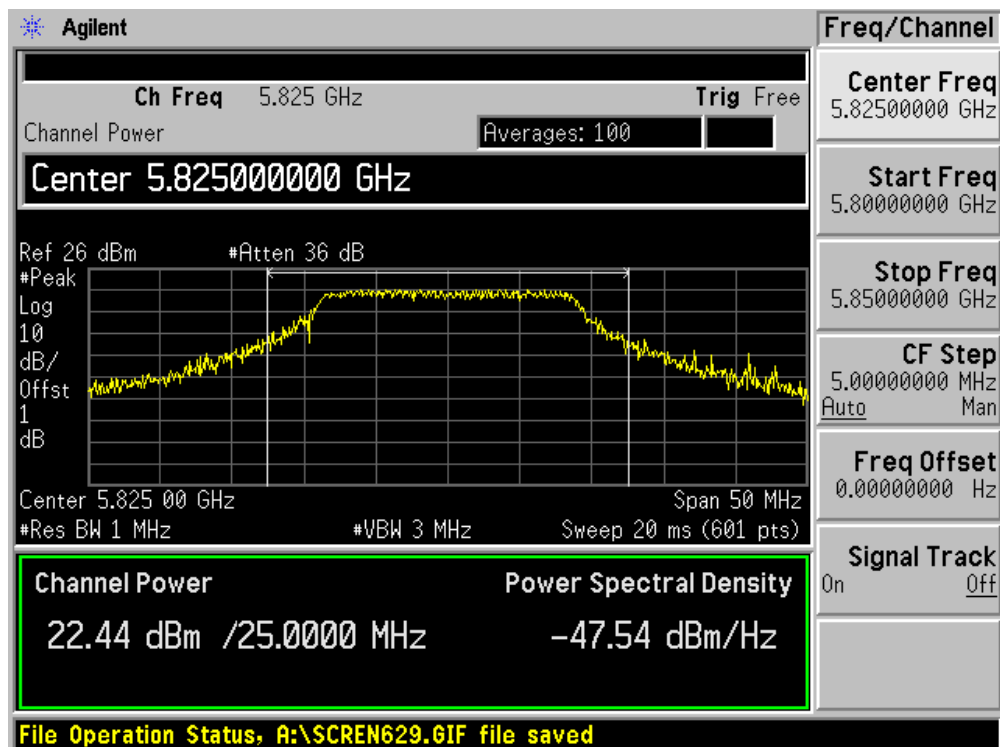 Agilent
Freq/Channel
Ch Freq 5.825 GHz Trig Free
Channel Power Averages: 100
Center 5.825000000 GHz
Ref 26 dBm #Atten 36 dB
#Peak
Log
10
dB/
Offst
1
dB
Center 5.825 00 GHz Span 50 MHz
#Res BW 1 MHz #VBW 3 MHz Sweep 20 ms (601 pts)
Channel Power Power Spectral Density
22.44 dBm /25.0000 MHz -47.54 dBm/Hz
Center Freq
5.82500000 GHz
Start Freq
5.80000000 GHz
Stop Freq
5.85000000 GHz
CF Step
5.00000000 MHz
Auto Man
Freq Offset
0.00000000 Hz
Signal Track
On Off
File Operation Status, A:\SCREN629.GIF file saved